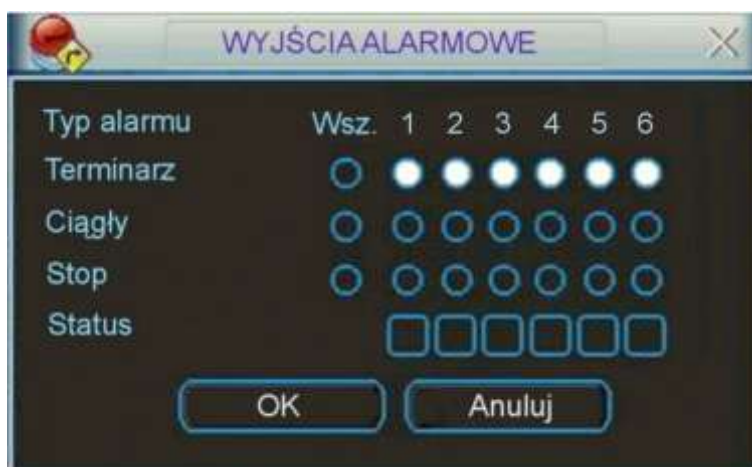 WYJŚCIA ALARMOWE
Typ alarmu Wsz. 1 2 3 4 5 6
Terminarz
Ciągły
Stop
Status
OK Anuluj